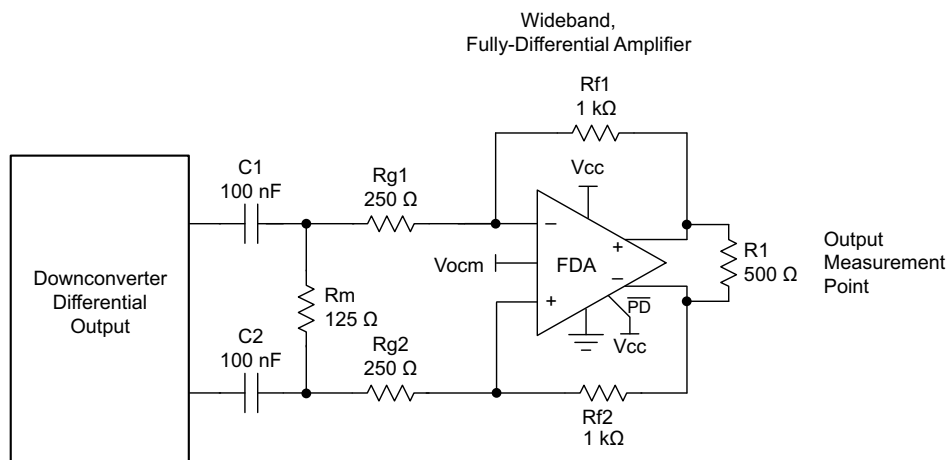 Wideband,
Fully-Differential Amplifier
Rf1
1 kΩ
C1
100 nF
Rg1
250 Ω
Vcc
Vocm
FDA
PD
Vcc
R1
500 Ω
Output
Measurement
Point
Downconverter
Differential
Output
Rm
125 Ω
C2
100 nF
Rg2
250 Ω
Rf2
1 kΩ